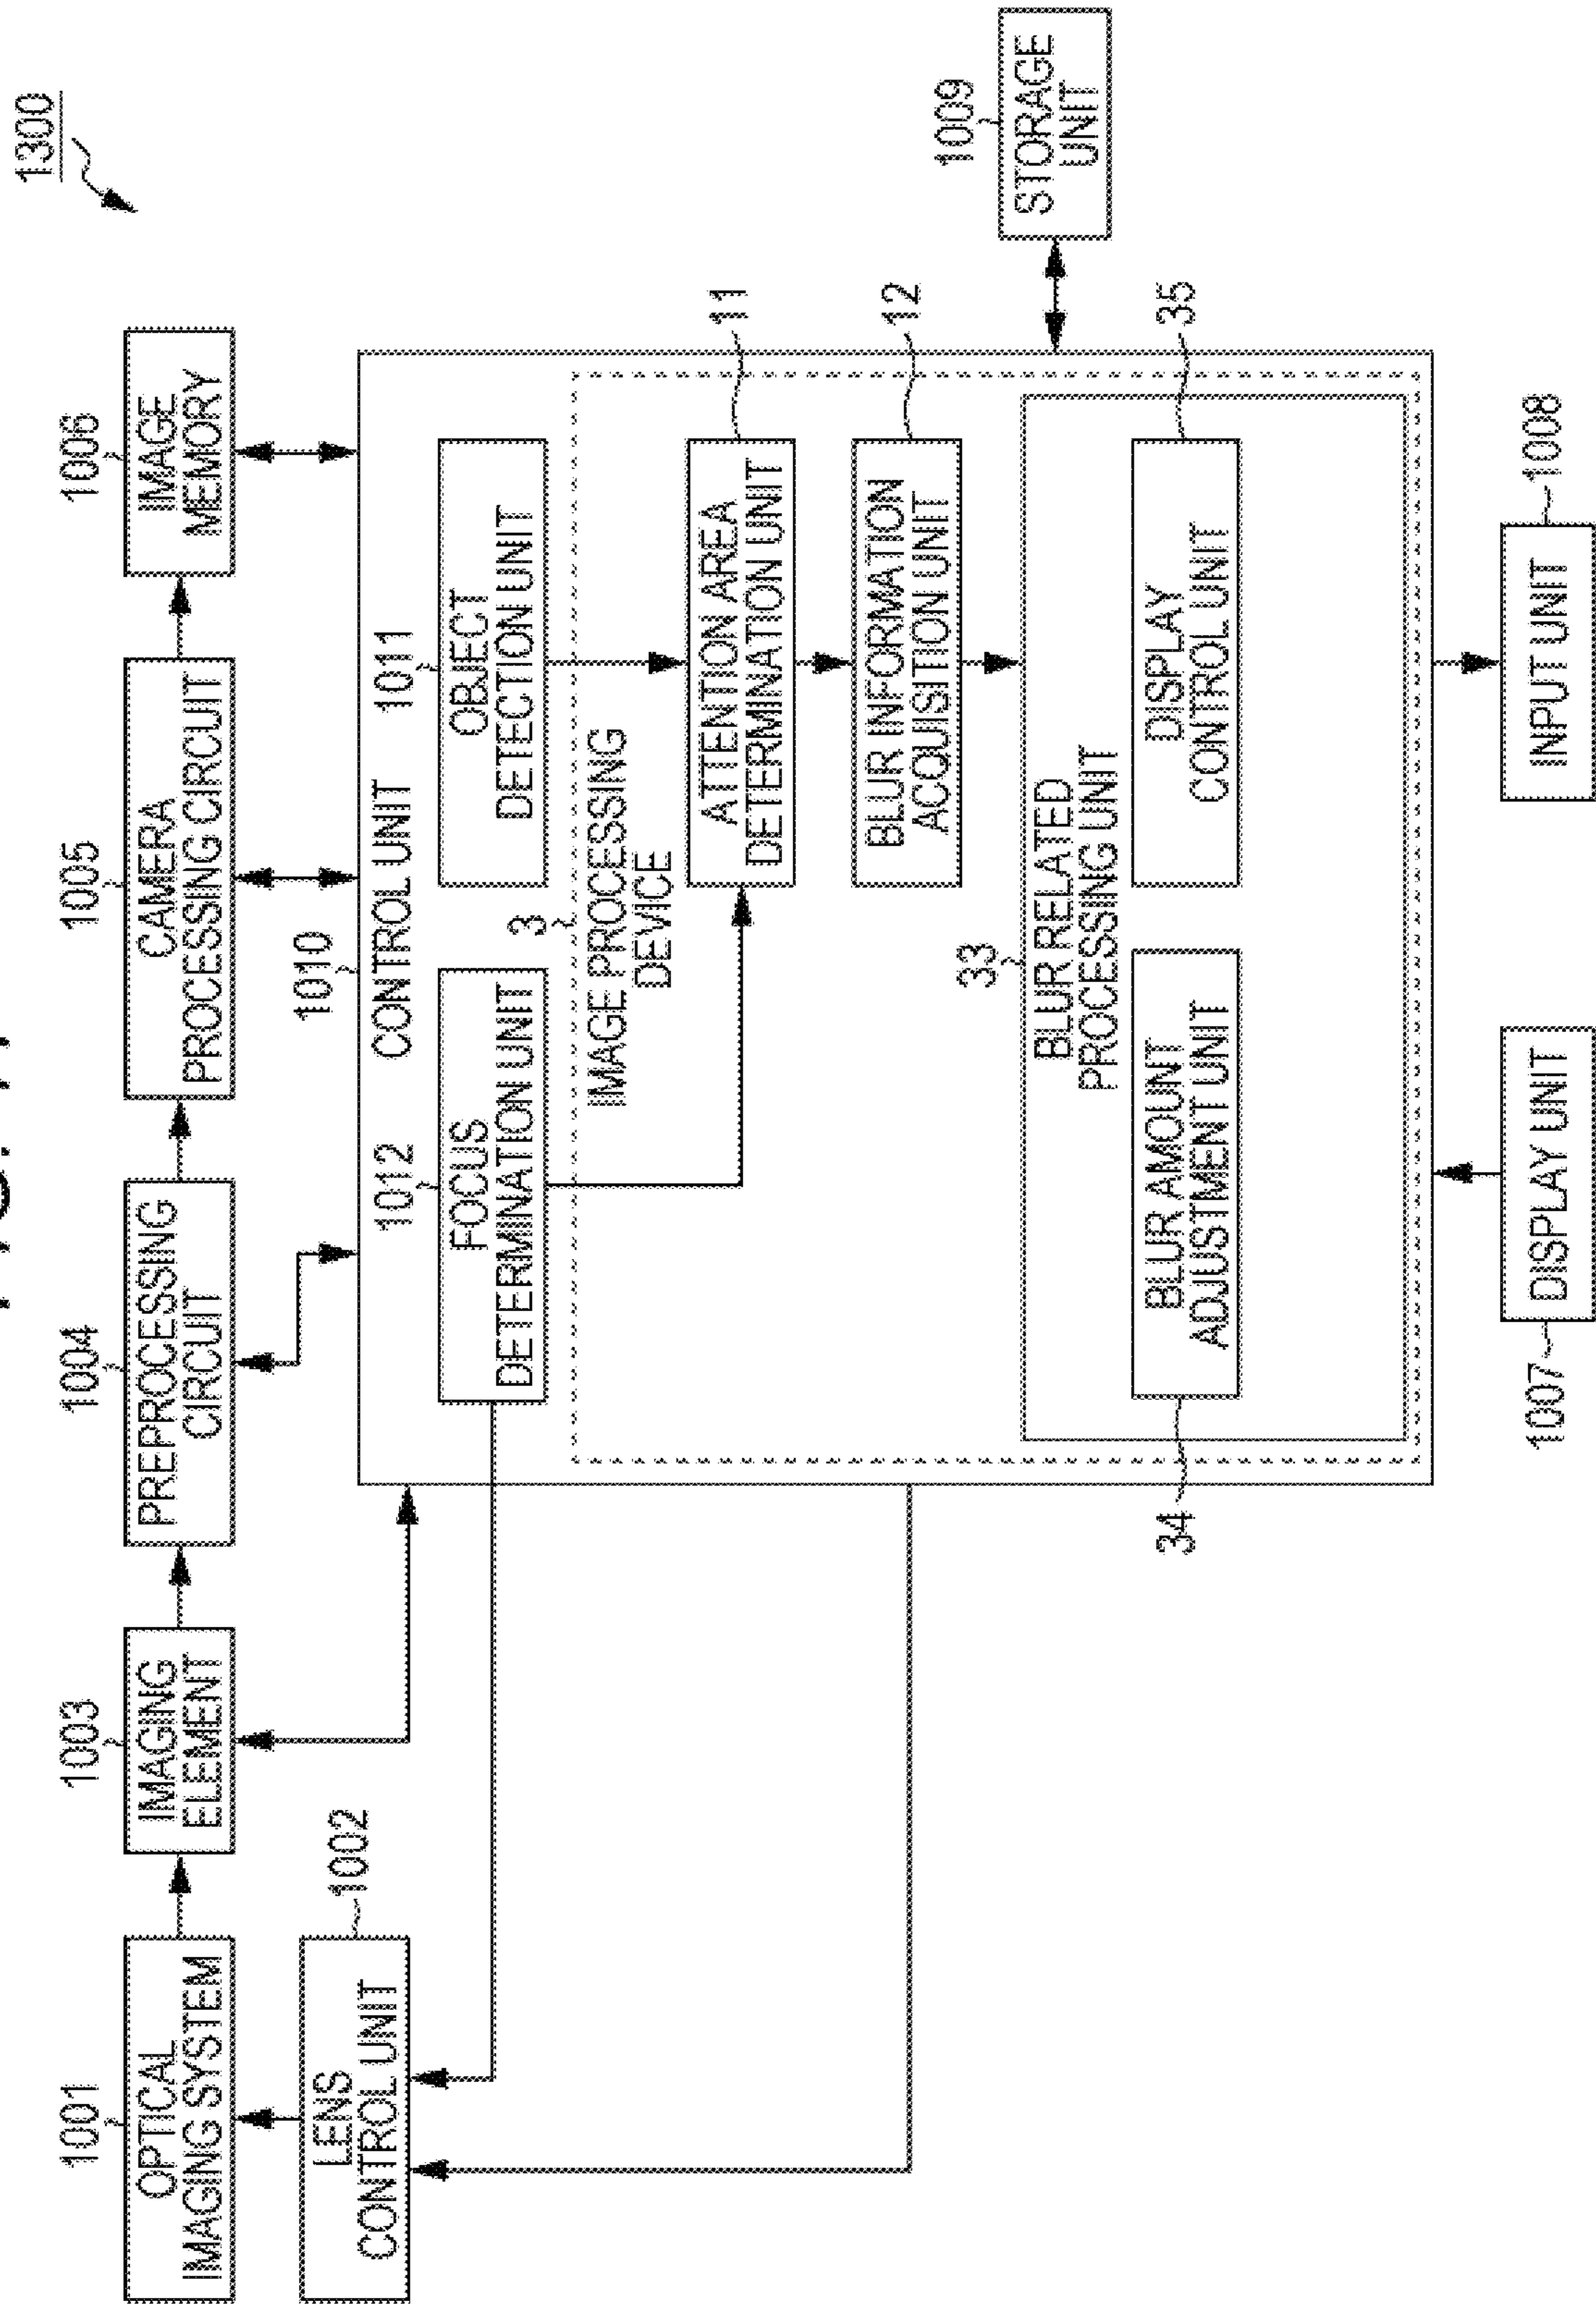 1300
1001
OPTICAL
IMAGING SYSTEM
1003
IMAGING
ELEMENT
1004
PREPROCESSING
CIRCUIT
1005
CAMERA
PROCESSING CIRCUIT
1006
IMAGE
MEMORY
1002
LENS
CONTROL UNIT
1010
CONTROL UNIT
1012
FOCUS
DETERMINATION UNIT
1011
OBJECT
DETECTION UNIT
3
IMAGE PROCESSING
DEVICE
ATTENTION AREA
DETERMINATION UNIT
11
BLUR INFORMATION
ACQUISITION UNIT
12
33
BLUR RELATED
PROCESSING UNIT
34
BLUR AMOUNT
ADJUSTMENT UNIT
DISPLAY
CONTROL UNIT
35
1009
STORAGE
UNIT
1007
DISPLAY UNIT
INPUT UNIT
1008